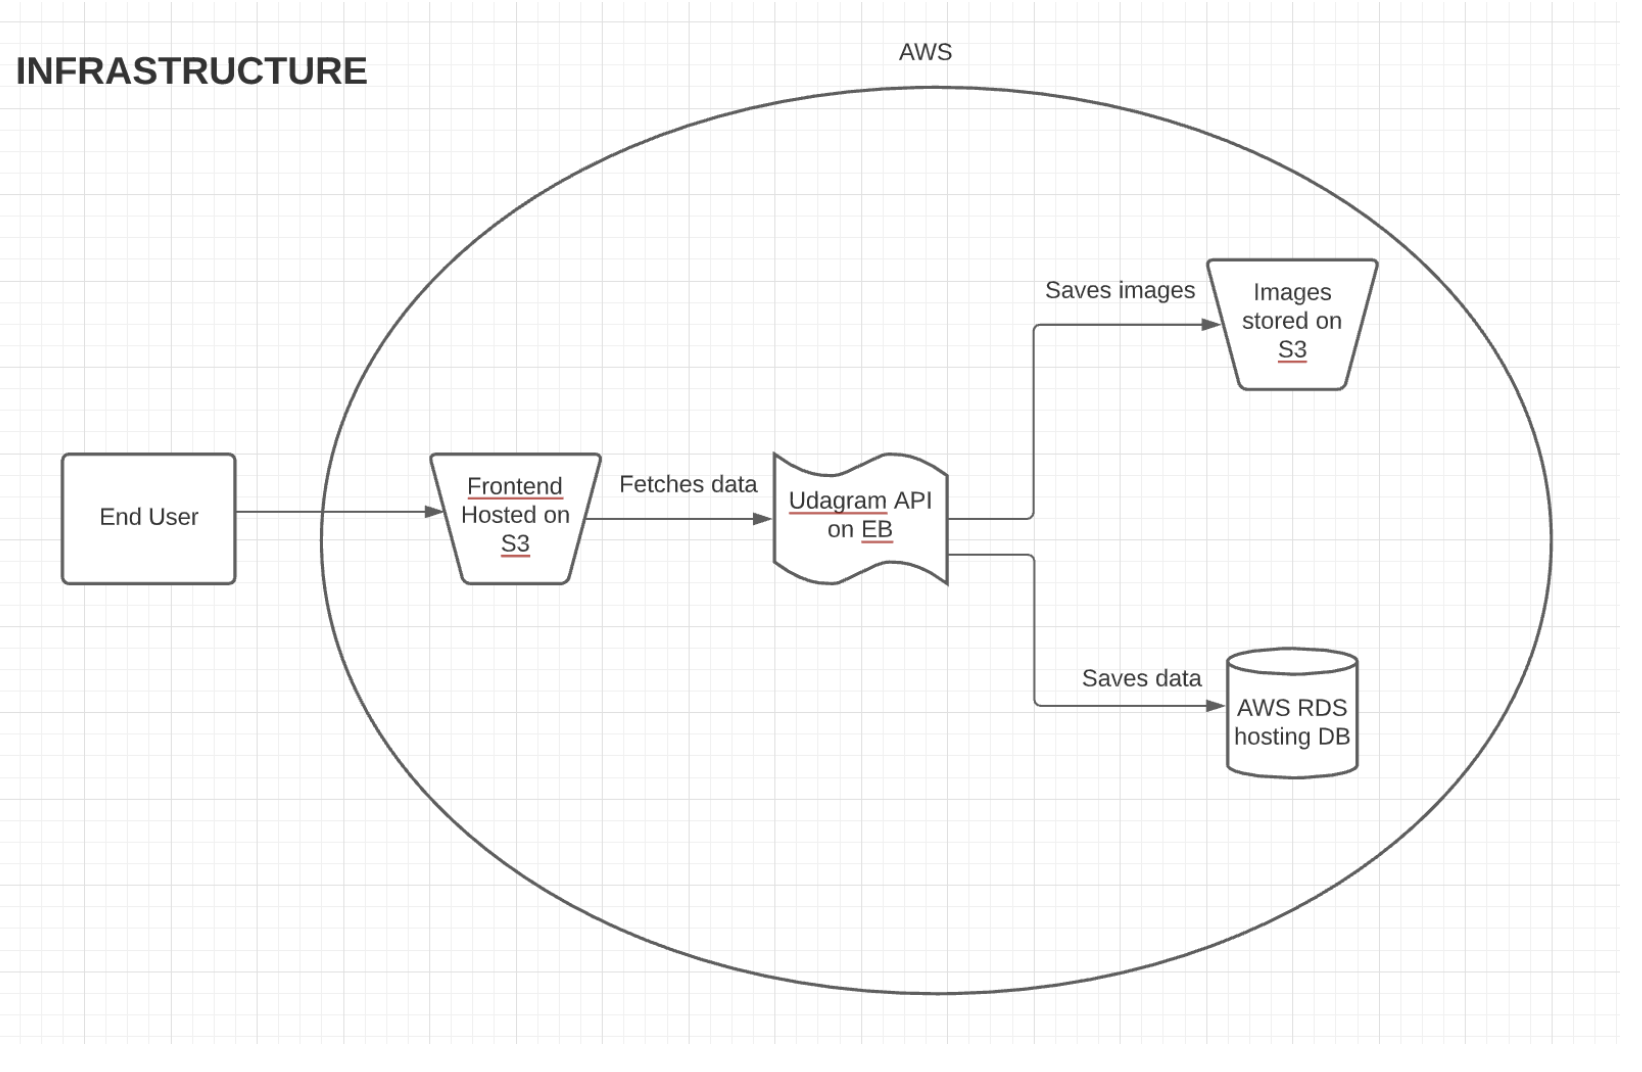 INFRASTRUCTURE
AWS
End User
Frontend
Hosted on
S3
Fetches data
Udagram API
on EB
Saves images
Images
stored on
S3
Saves data
AWS RDS
hosting DB